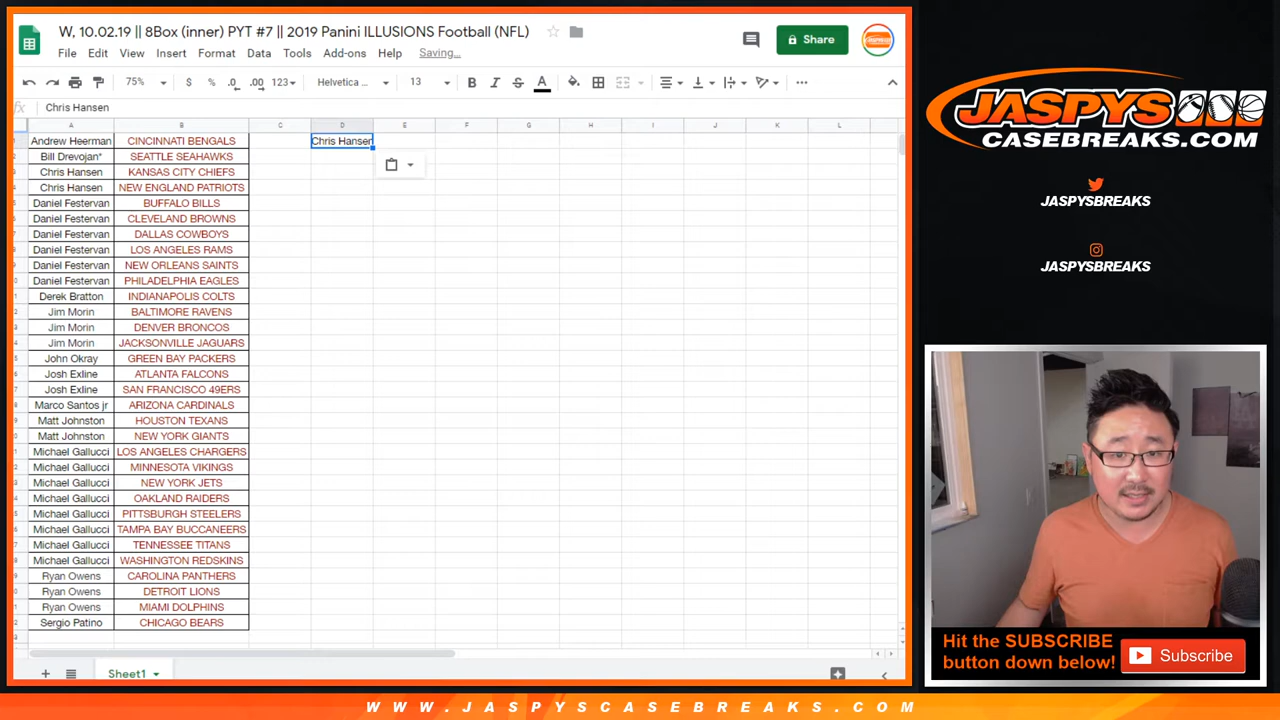 W, 10.02.19 || 8Box (inner) PYT #7 || 2019 Panini ILLUSIONS Football (NFL)
File Edit View Insert Format Data Tools Add-ons Help Saving...
Share
75% $ % .0 .00 123 Helvetica ... 13 B I S A
fx Chris Hansen
A B C D E F G H I J K L
Andrew Heerman CINCINNATI BENGALS Chris Hansen
Bill Drevojan* SEATTLE SEAHAWKS
Chris Hansen KANSAS CITY CHIEFS
Chris Hansen NEW ENGLAND PATRIOTS
Daniel Festervan BUFFALO BILLS
Daniel Festervan CLEVELAND BROWNS
Daniel Festervan DALLAS COWBOYS
Daniel Festervan LOS ANGELES RAMS
Daniel Festervan NEW ORLEANS SAINTS
Daniel Festervan PHILADELPHIA EAGLES
Derek Bratton INDIANAPOLIS COLTS
Jim Morin BALTIMORE RAVENS
Jim Morin DENVER BRONCOS
Jim Morin JACKSONVILLE JAGUARS
John Okray GREEN BAY PACKERS
Josh Exline ATLANTA FALCONS
Josh Exline SAN FRANCISCO 49ERS
Marco Santos jr ARIZONA CARDINALS
Matt Johnston HOUSTON TEXANS
Matt Johnston NEW YORK GIANTS
Michael Gallucci LOS ANGELES CHARGERS
Michael Gallucci MINNESOTA VIKINGS
Michael Gallucci NEW YORK JETS
Michael Gallucci OAKLAND RAIDERS
Michael Gallucci PITTSBURGH STEELERS
Michael Gallucci TAMPA BAY BUCCANEERS
Michael Gallucci TENNESSEE TITANS
Michael Gallucci WASHINGTON REDSKINS
Ryan Owens CAROLINA PANTHERS
Ryan Owens DETROIT LIONS
Ryan Owens MIAMI DOLPHINS
Sergio Patino CHICAGO BEARS
Sheet1
JASPYS
CASEBREAKS.COM
JASPYSBREAKS
JASPYSBREAKS
Hit the SUBSCRIBE
button down below!
Subscribe
WWW.JASPYSCASEBREAKS.COM